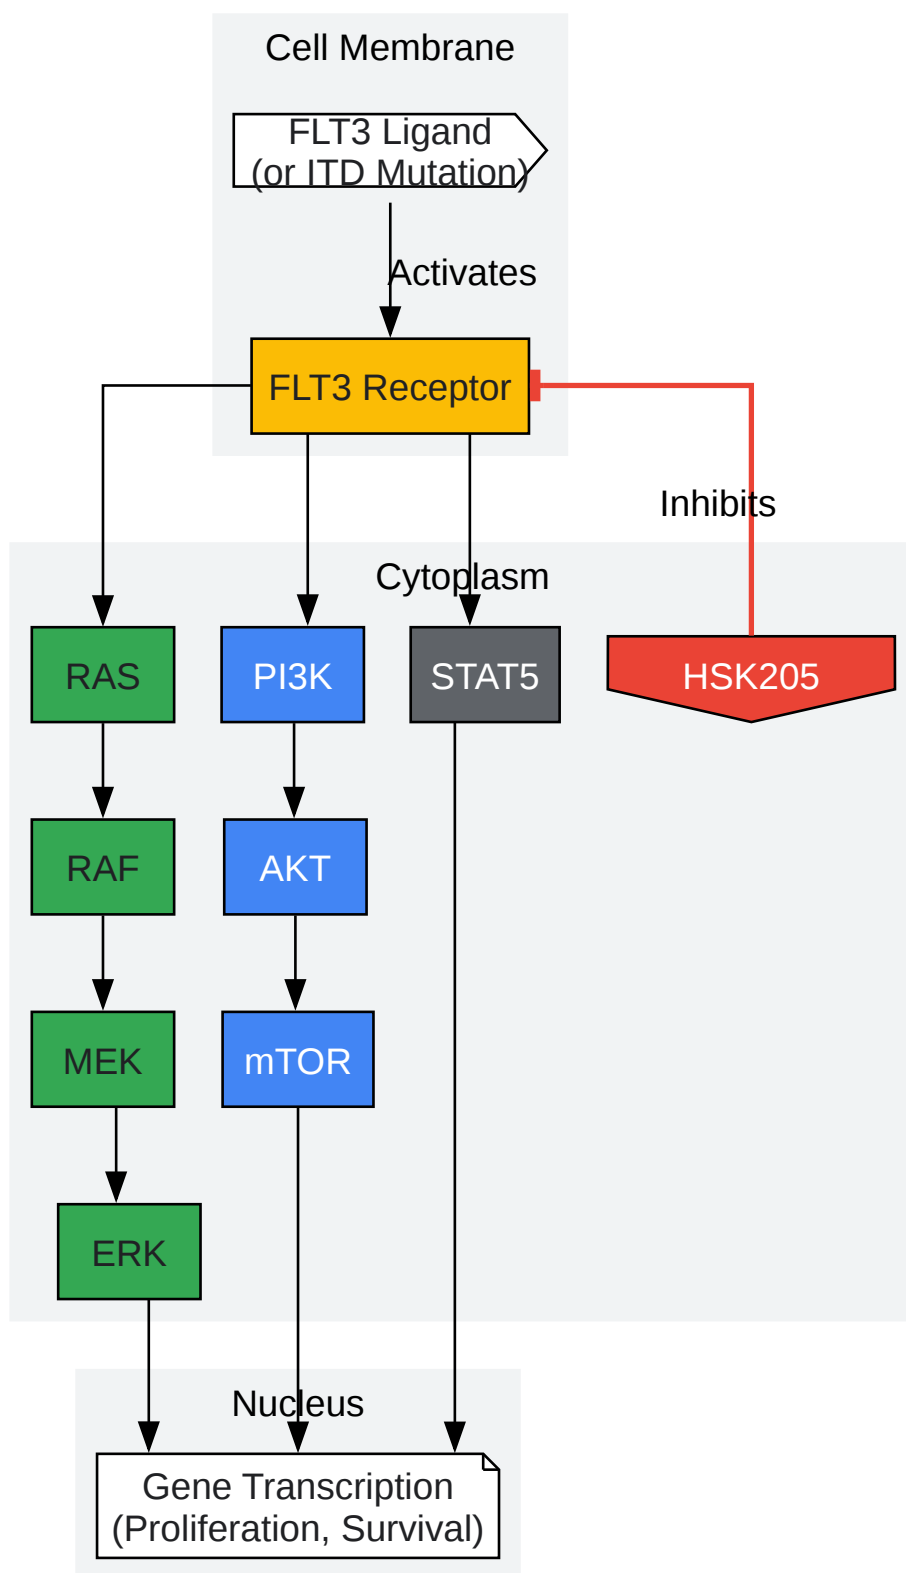 Cell Membrane
FLT3 Ligand
(or ITD Mutation)
Activates
FLT3 Receptor
Inhibits
Cytoplasm
RAS
PI3K
STAT5
HSK205
RAF
AKT
MEK
mTOR
ERK
Nucleus
Gene Transcription
(Proliferation, Survival)